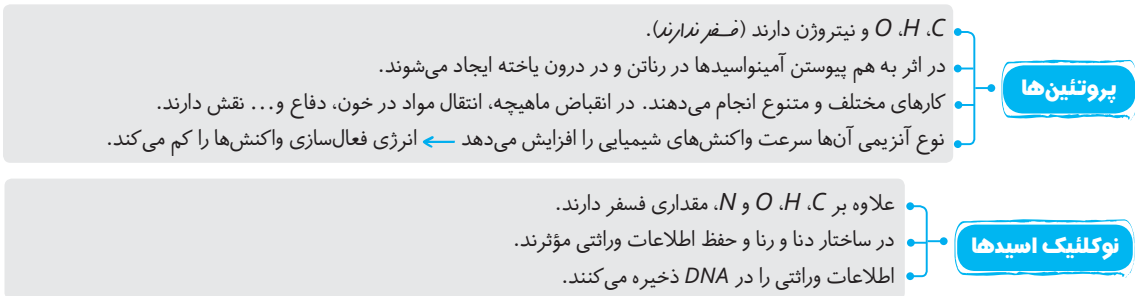 پروتئین‌ها
C، H، O و نیتروژن دارند (فسفر ندارند).
در اثر به هم پیوستن آمینواسیدها در رناتن و در درون یاخته ایجاد می‌شوند.
کارهای مختلف و متنوع انجام می‌دهند. در انقباض ماهیچه، انتقال مواد در خون، دفاع و... نقش دارند.
نوع آنزیمی آن‌ها سرعت واکنش‌های شیمیایی را افزایش می‌دهد ← انرژی فعال‌سازی واکنش‌ها را کم می‌کند.
نوکلئیک اسیدها
علاوه بر C، H، O و N، مقداری فسفر دارند.
در ساختار دنا و رنا و حفظ اطلاعات وراثتی مؤثرند.
اطلاعات وراثتی را در DNA ذخیره می‌کنند.